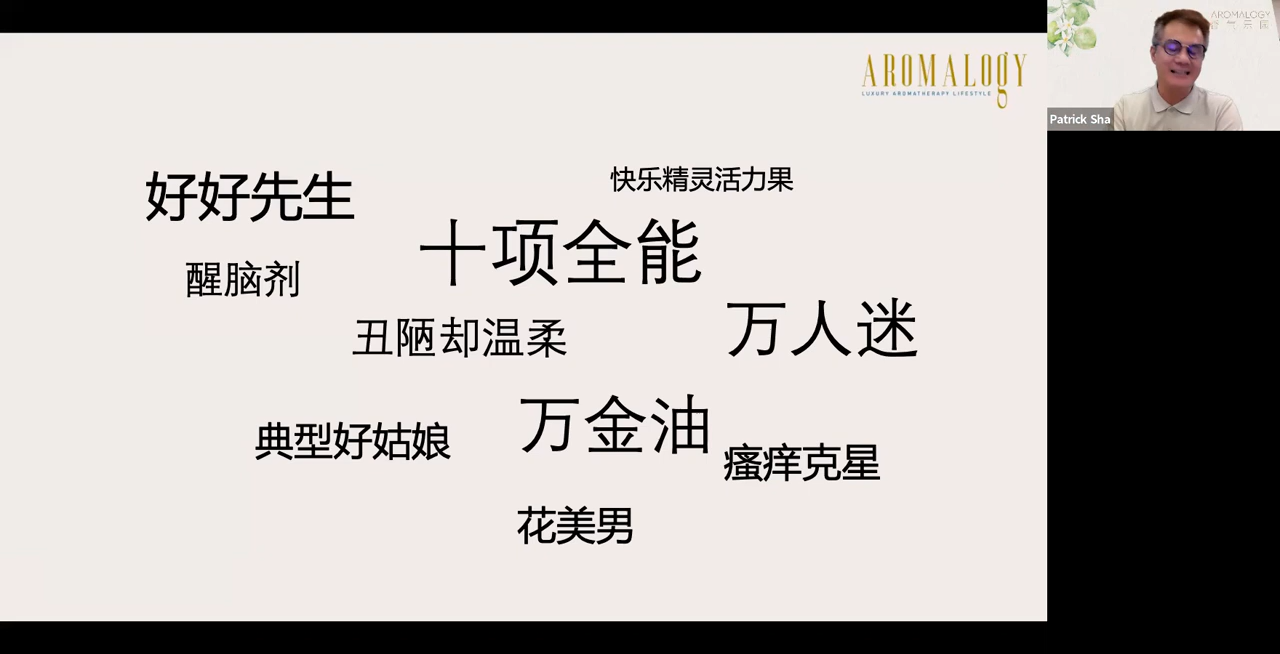 AROMALOGY
LUXURY AROMATHERAPY LIFESTYLE
AROMALOGY
Patrick Sha
好好先生
快乐精灵活力果
十项全能
醒脑剂
丑陋却温柔
万人迷
典型好姑娘
万金油
瘙痒克星
花美男